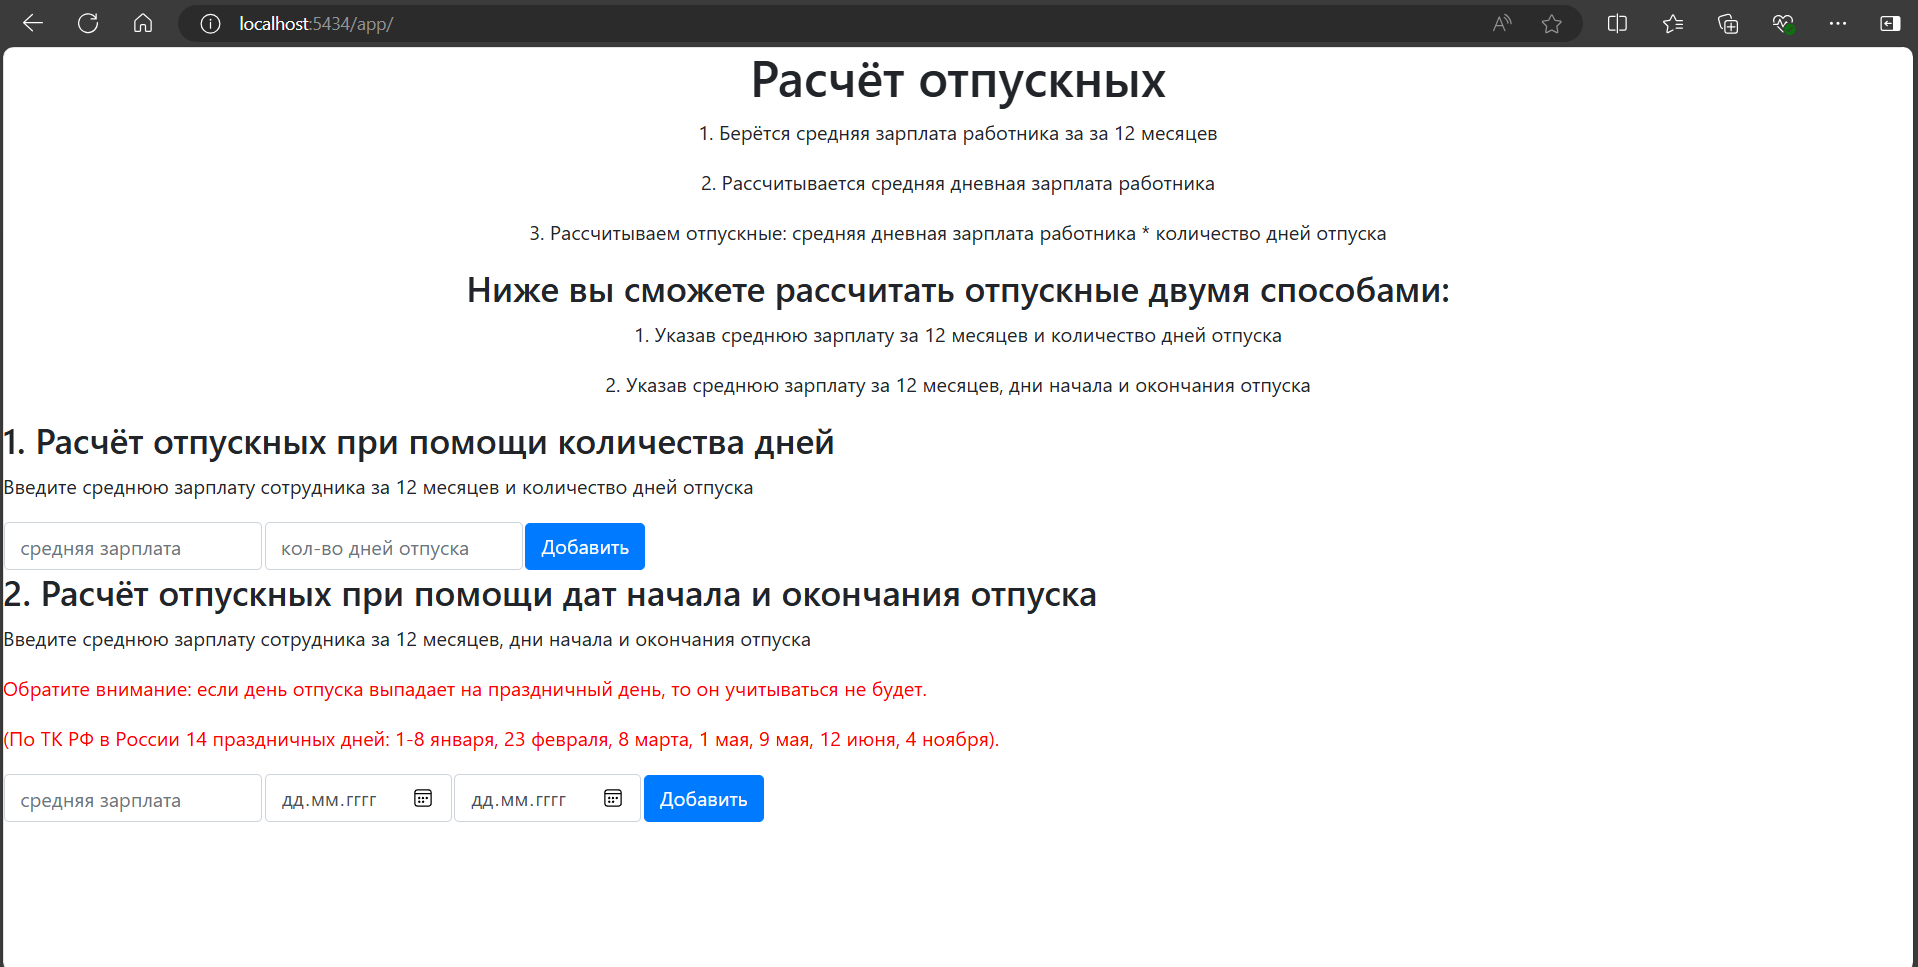 localhost:5434/app/
Расчёт отпускных
1. Берётся средняя зарплата работника за за 12 месяцев
2. Рассчитывается средняя дневная зарплата работника
3. Рассчитываем отпускные: средняя дневная зарплата работника * количество дней отпуска
Ниже вы сможете рассчитать отпускные двумя способами:
1. Указав среднюю зарплату за 12 месяцев и количество дней отпуска
2. Указав среднюю зарплату за 12 месяцев, дни начала и окончания отпуска
1. Расчёт отпускных при помощи количества дней
Введите среднюю зарплату сотрудника за 12 месяцев и количество дней отпуска
средняя зарплата кол-во дней отпуска Добавить
2. Расчёт отпускных при помощи дат начала и окончания отпуска
Введите среднюю зарплату сотрудника за 12 месяцев, дни начала и окончания отпуска
Обратите внимание: если день отпуска выпадает на праздничный день, то он учитываться не будет.
(По ТК РФ в России 14 праздничных дней: 1-8 января, 23 февраля, 8 марта, 1 мая, 9 мая, 12 июня, 4 ноября).
средняя зарплата дд.мм.гггг дд.мм.гггг Добавить